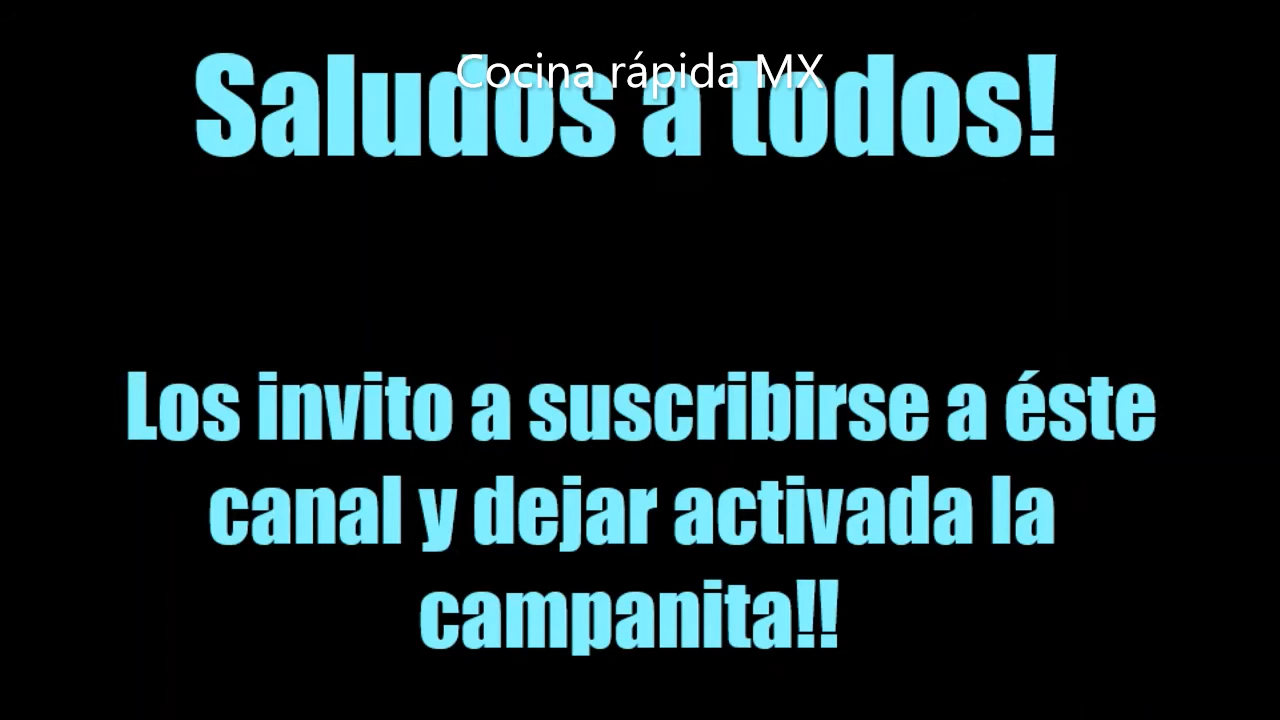 Cocina rápida MX
Saludos a todos!
Los invito a suscribirse a éste
canal y dejar activada la
campanita!!